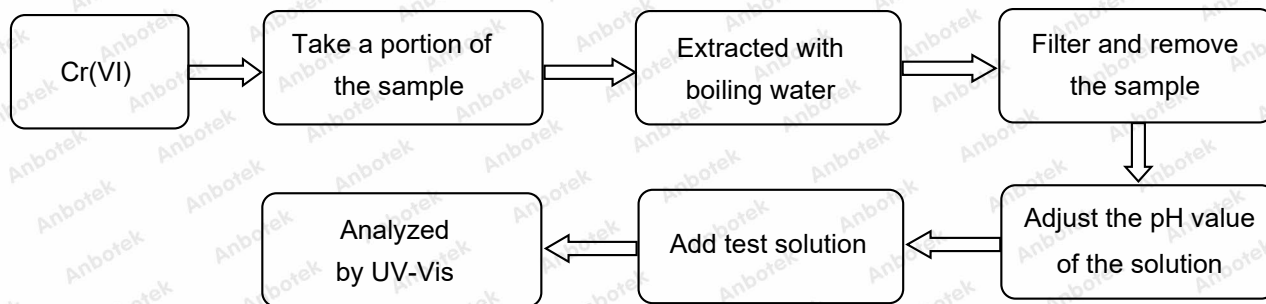 Cr(VI)
Take a portion of
the sample
Extracted with
boiling water
Filter and remove
the sample
Adjust the pH value
of the solution
Add test solution
Analyzed
by UV-Vis
Anbotek